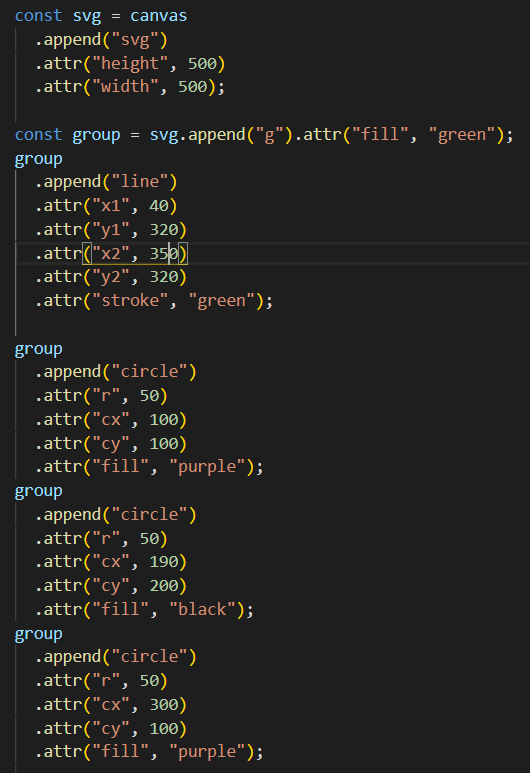 const svg = canvas
.append("svg")
.attr("height", 500)
.attr("width", 500);
const group = svg.append("g").attr("fill", "green");
group
.append("line")
.attr("x1", 40)
.attr("y1", 320)
.attr("x2", 350)
.attr("y2", 320)
.attr("stroke", "green");
group
.append("circle")
.attr("r", 50)
.attr("cx", 100)
.attr("cy", 100)
.attr("fill", "purple");
group
.append("circle")
.attr("r", 50)
.attr("cx", 190)
.attr("cy", 200)
.attr("fill", "black");
group
.append("circle")
.attr("r", 50)
.attr("cx", 300)
.attr("cy", 100)
.attr("fill", "purple");